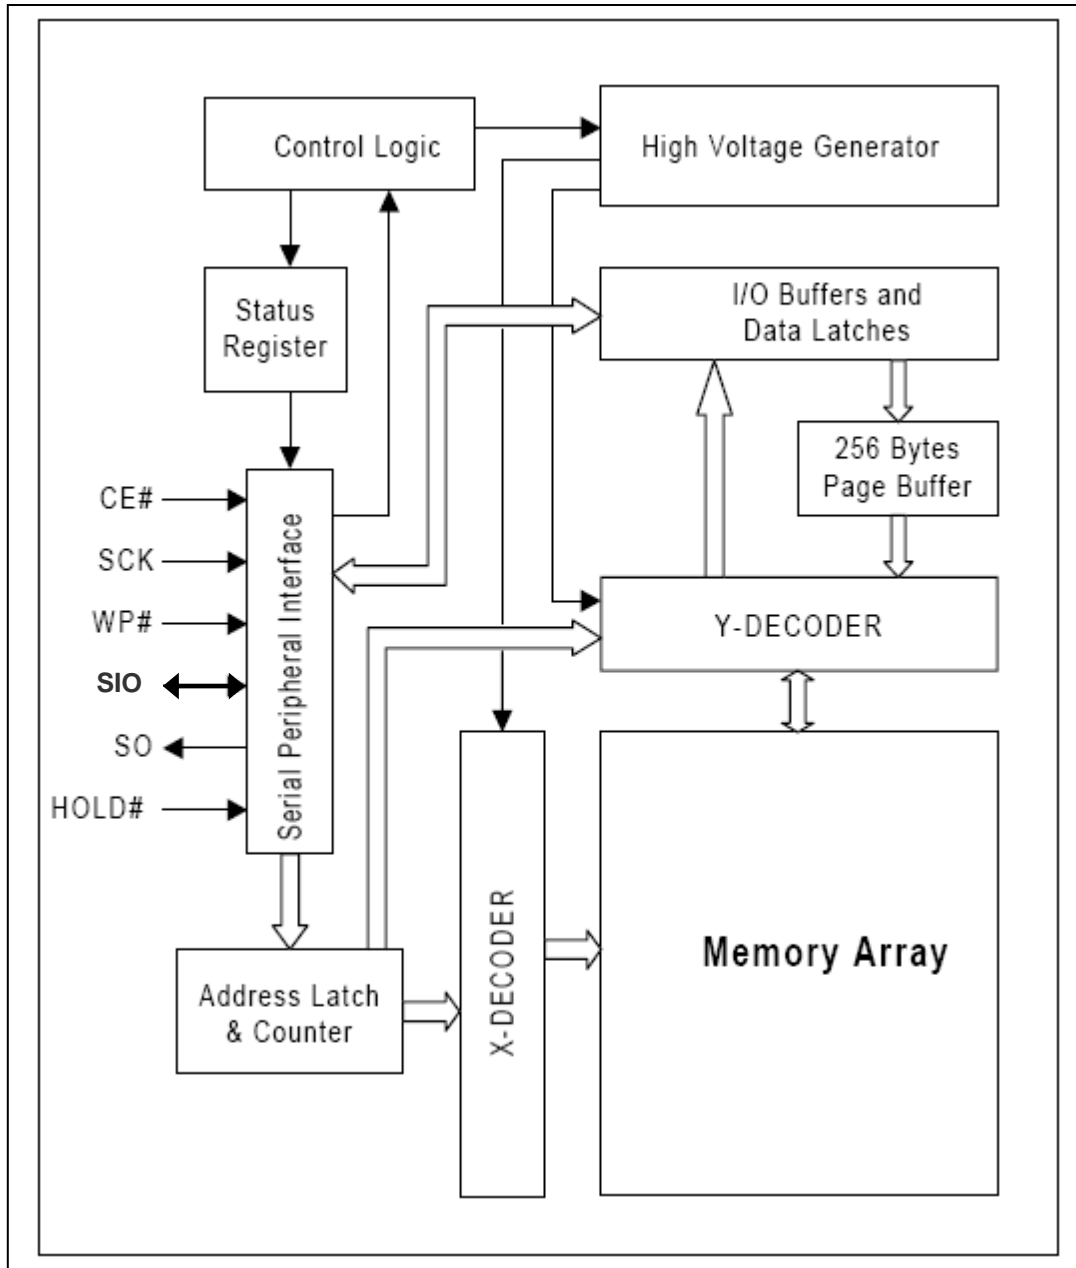 Control Logic
High Voltage Generator
Status
Register
I/O Buffers and
Data Latches
256 Bytes
Page Buffer
CE#
SCK
WP#
SIO
SO
HOLD#
Serial Peripheral Interface
Y-DECODER
Address Latch
& Counter
X-DECODER
Memory Array